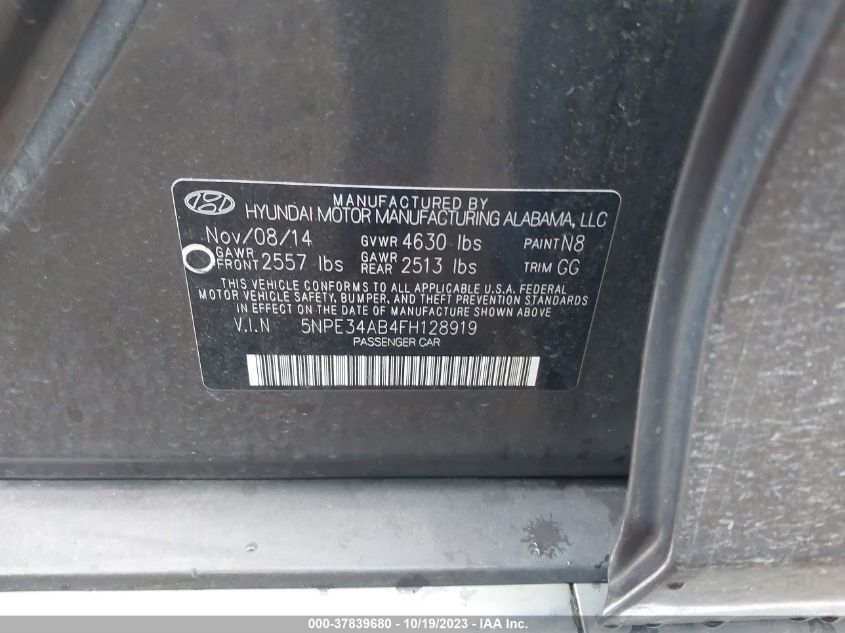 MANUFACTURED BY
HYUNDAI MOTOR MANUFACTURING ALABAMA, LLC
Nov/08/14 GVWR 4630 lbs PAINT N8
GAWR FRONT 2557 lbs GAWR REAR 2513 lbs TRIM GG
THIS VEHICLE CONFORMS TO ALL APPLICABLE U.S.A. FEDERAL
MOTOR VEHICLE SAFETY, BUMPER, AND THEFT PREVENTION STANDARDS
IN EFFECT ON THE DATE OF MANUFACTURE SHOWN ABOVE
V.I.N 5NPE34AB4FH128919
PASSENGER CAR
000-37839680 - 10/19/2023 - IAA Inc.